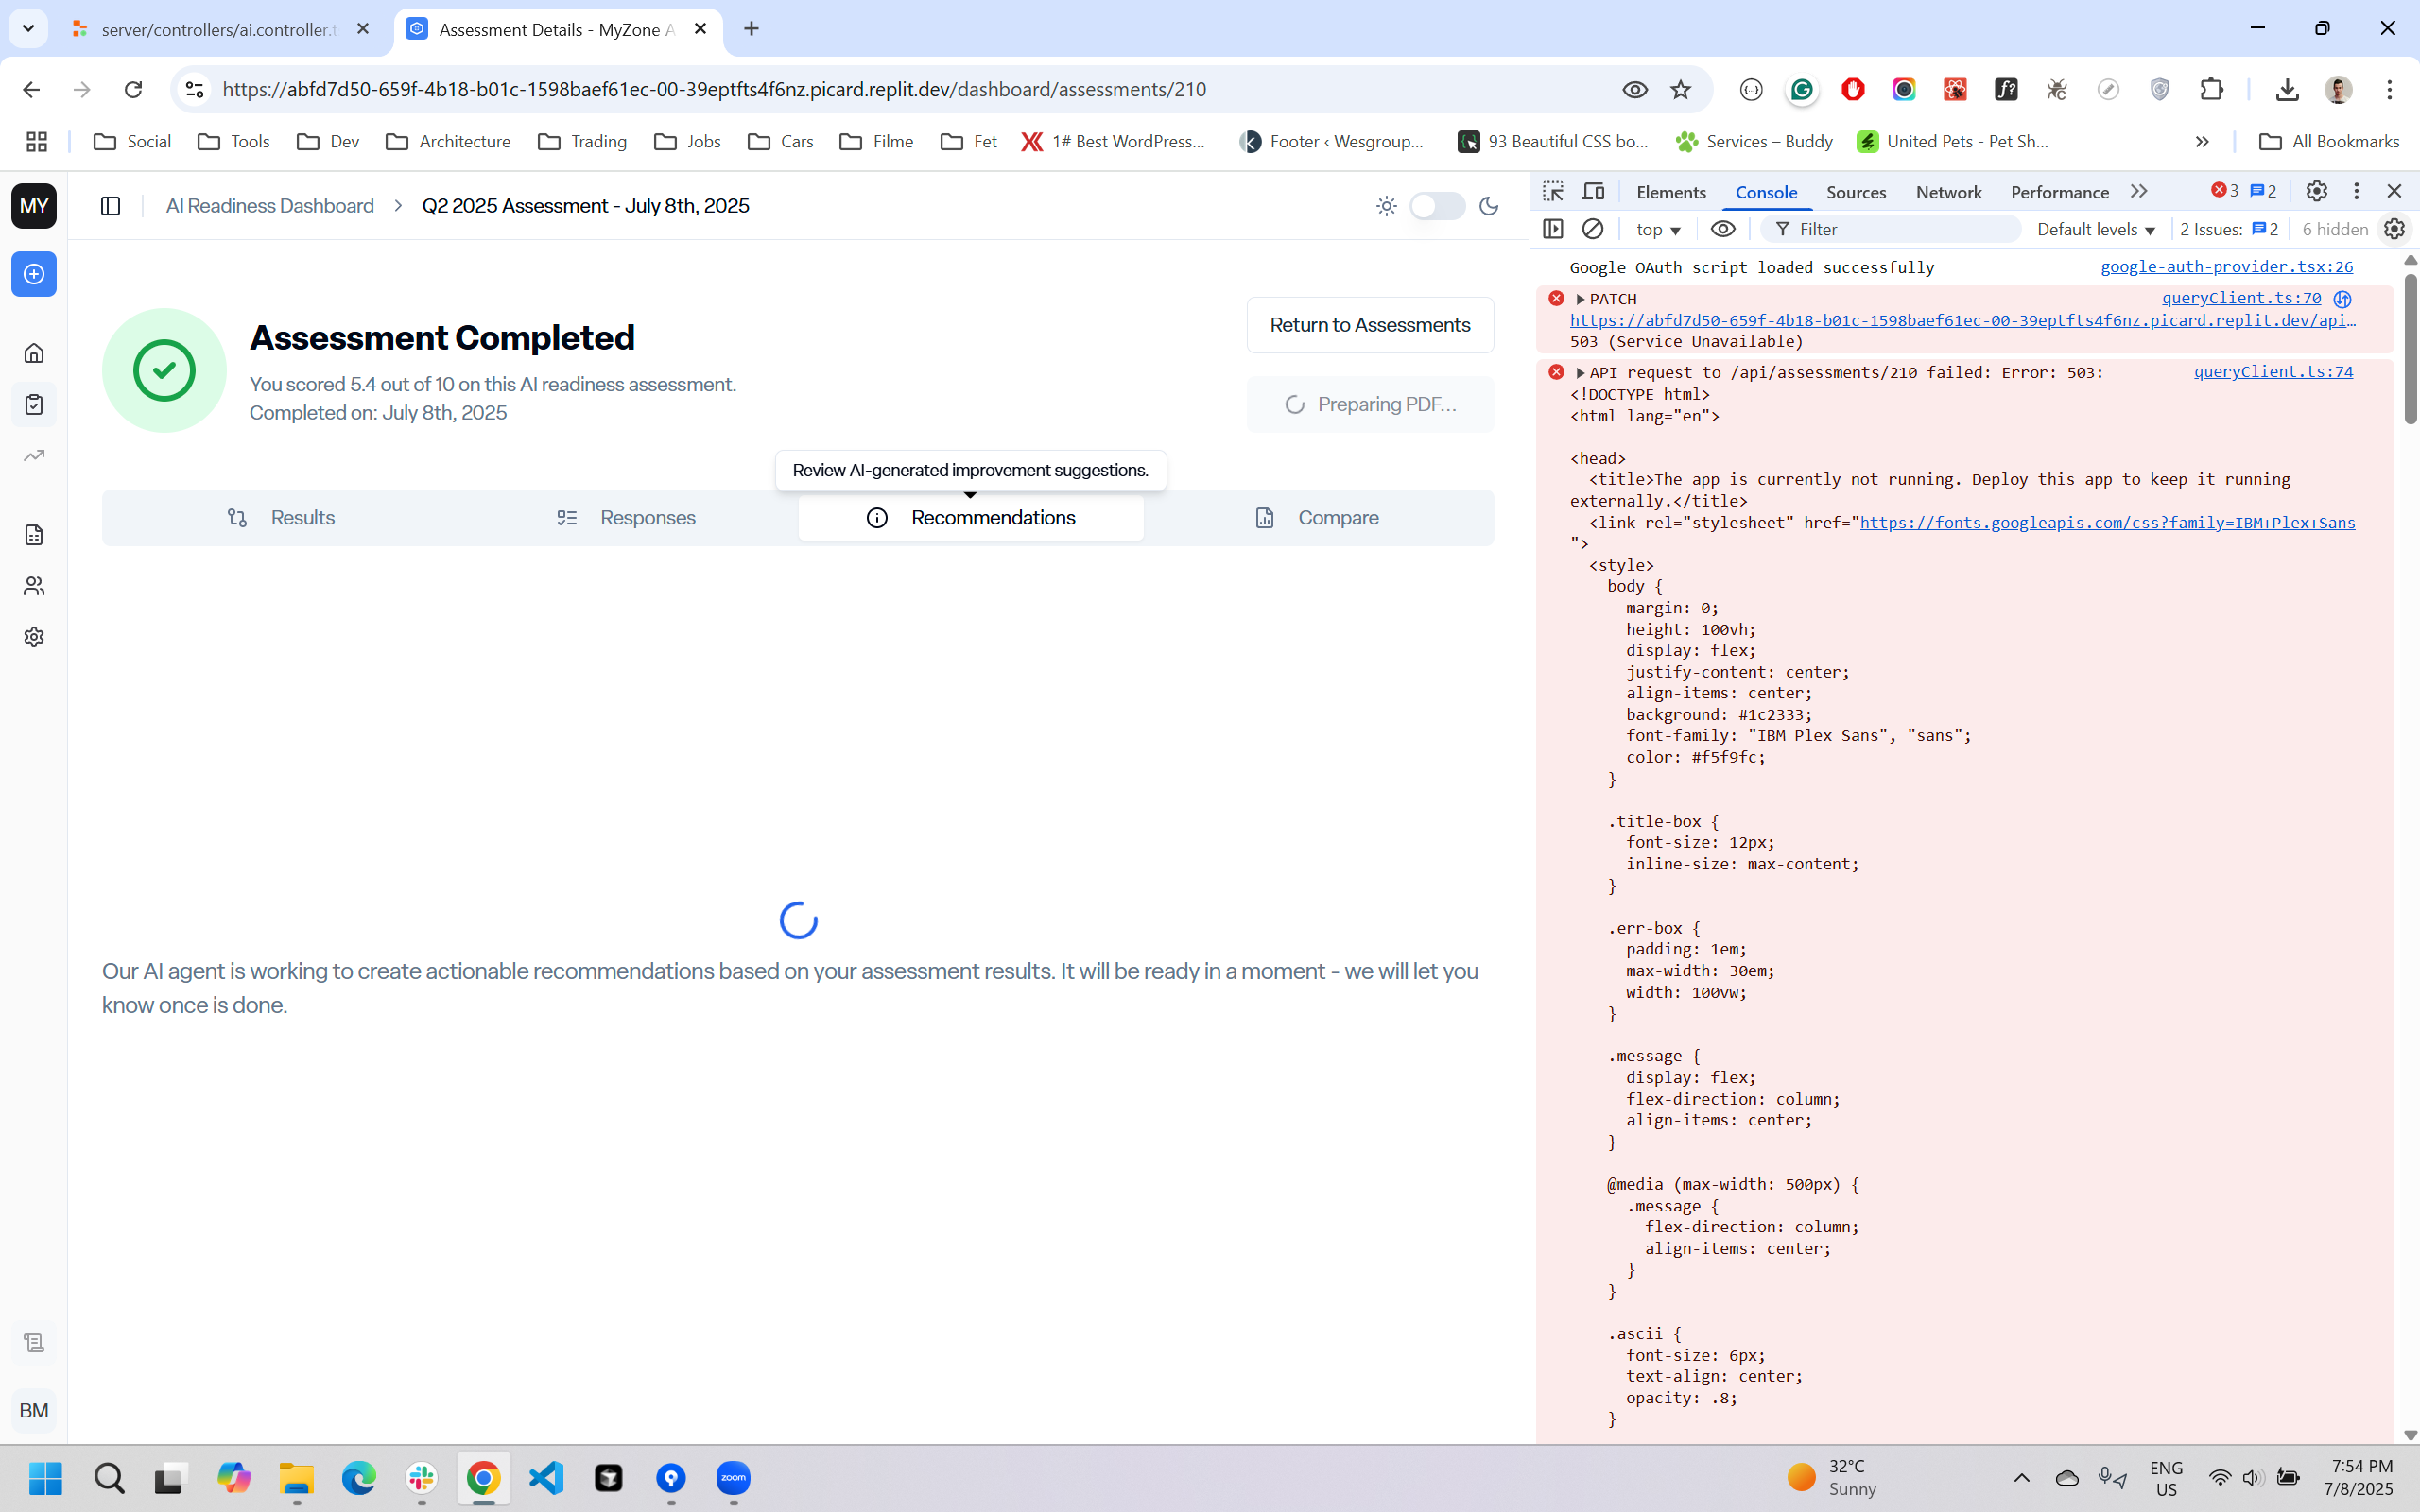 server/controllers/ai.controller.t
Assessment Details - MyZone A
https://abfd7d50-659f-4b18-b01c-1598baef61ec-00-39eptfts4f6nz.picard.replit.dev/dashboard/assessments/210
Social
Tools
Dev
Architecture
Trading
Jobs
Cars
Filme
Fet
1# Best WordPress...
Footer ‹ Wesgroup...
93 Beautiful CSS bo...
Services – Buddy
United Pets - Pet Sh...
All Bookmarks
MY
AI Readiness Dashboard
Q2 2025 Assessment - July 8th, 2025
Assessment Completed
You scored 5.4 out of 10 on this AI readiness assessment.
Completed on: July 8th, 2025
Return to Assessments
Preparing PDF...
Review AI-generated improvement suggestions.
Results
Responses
Recommendations
Compare
Our AI agent is working to create actionable recommendations based on your assessment results. It will be ready in a moment - we will let you
know once is done.
BM
Elements
Console
Sources
Network
Performance
3
2
top
Filter
Default levels
2 Issues:
2
6 hidden
Google OAuth script loaded successfully
google-auth-provider.tsx:26
PATCH
queryClient.ts:70
https://abfd7d50-659f-4b18-b01c-1598baef61ec-00-39eptfts4f6nz.picard.replit.dev/api…
503 (Service Unavailable)
API request to /api/assessments/210 failed: Error: 503:
queryClient.ts:74
<!DOCTYPE html>
<html lang="en">
<head>
<title>The app is currently not running. Deploy this app to keep it running
externally.</title>
<link rel="stylesheet" href="https://fonts.googleapis.com/css?family=IBM+Plex+Sans
">
<style>
body {
margin: 0;
height: 100vh;
display: flex;
justify-content: center;
align-items: center;
background: #1c2333;
font-family: "IBM Plex Sans", "sans";
color: #f5f9fc;
}
.title-box {
font-size: 12px;
inline-size: max-content;
}
.err-box {
padding: 1em;
max-width: 30em;
width: 100vw;
}
.message {
display: flex;
flex-direction: column;
align-items: center;
}
@media (max-width: 500px) {
.message {
flex-direction: column;
align-items: center;
}
}
.ascii {
font-size: 6px;
text-align: center;
opacity: .8;
}
zoom
32°C
Sunny
ENG
US
7:54 PM
7/8/2025